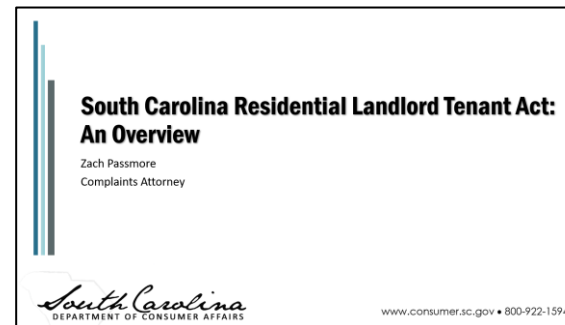 South Carolina Residential Landlord Tenant Act:
An Overview
Zach Passmore
Complaints Attorney
South Carolina
DEPARTMENT OF CONSUMER AFFAIRS
www.consumer.sc.gov • 800-922-1594